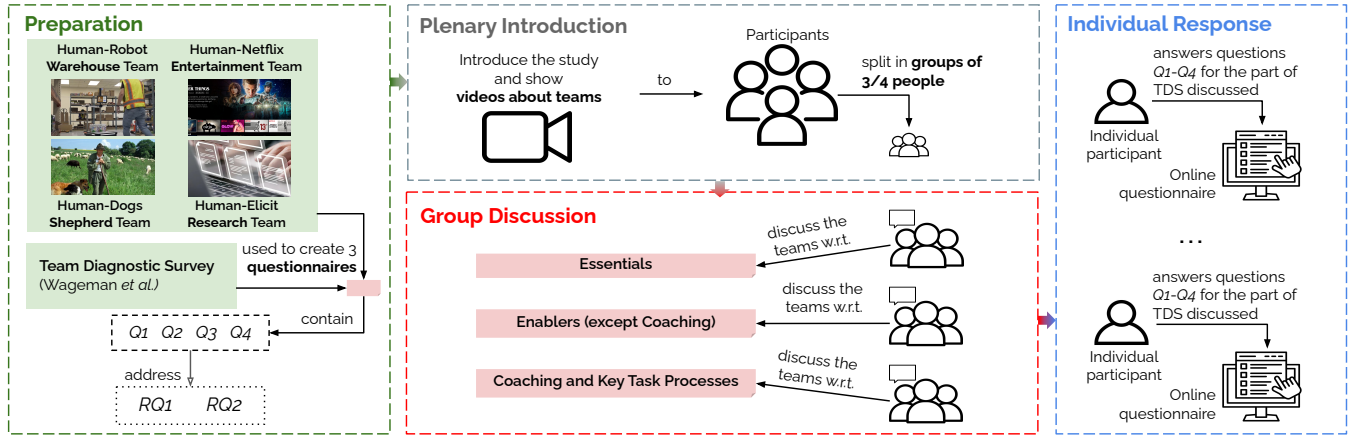 Preparation
Human-Robot
Warehouse Team
Human-Netflix
Entertainment Team
Human-Dogs
Shepherd Team
Human-Elicit
Research Team
used to create 3
questionnaires
Team Diagnostic Survey
(Wageman et al.)
contain
Q1 Q2 Q3 Q4
address
RQ1 RQ2
Plenary Introduction
Introduce the study
and show
videos about teams
to
Participants
split in groups of
3/4 people
Group Discussion
discuss the
teams w.r.t.
Essentials
discuss the
teams w.r.t.
Enablers (except Coaching)
discuss the
teams w.r.t.
Coaching and Key Task Processes
Individual Response
answers questions
Q1-Q4 for the part of
TDS discussed
Individual
participant
Online
questionnaire
...
answers questions
Q1-Q4 for the part of
TDS discussed
Individual
participant
Online
questionnaire